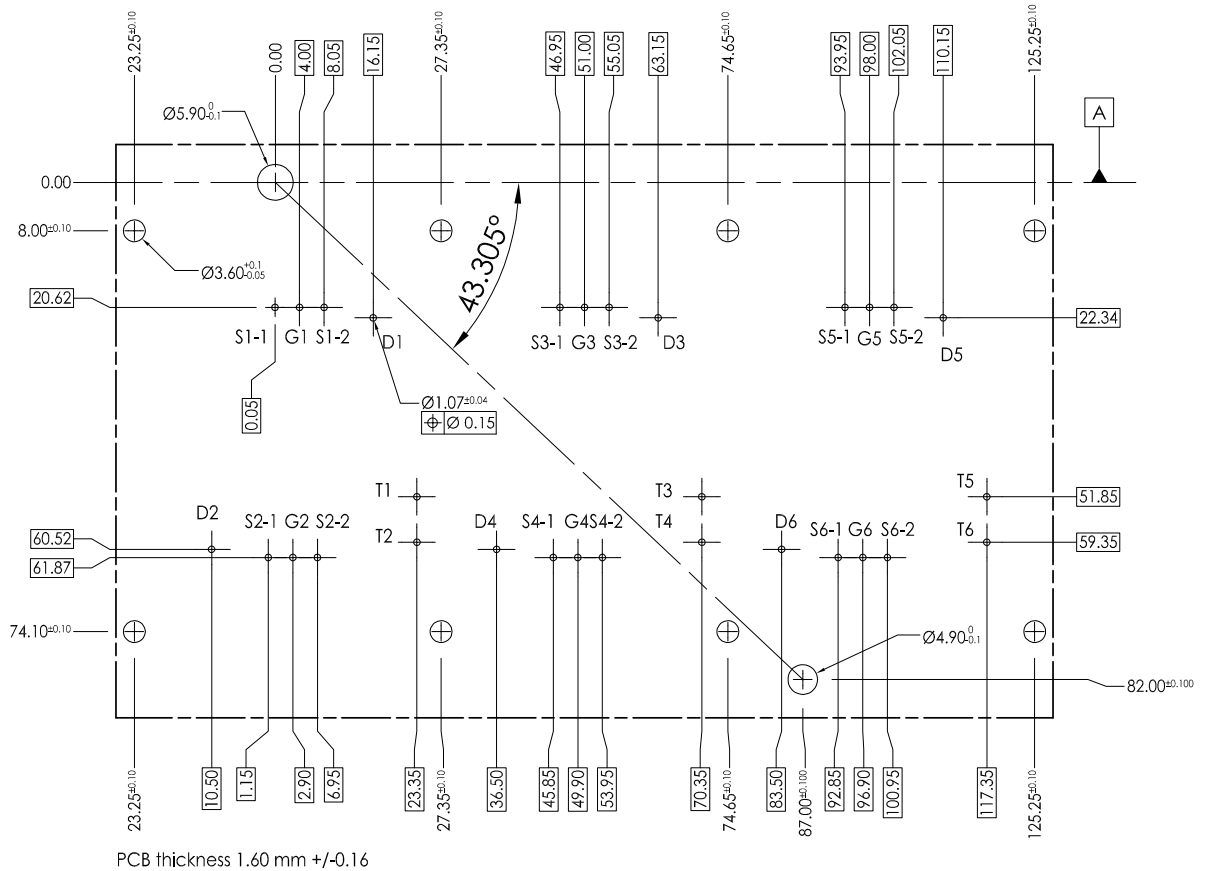 23.25±0.10
0.00
4.00
8.05
16.15
27.35±0.10
46.95
51.00
55.05
63.15
74.65±0.10
93.95
98.00
102.05
110.15
125.25±0.10
Ø5.90 0 -0.1
A
0.00
8.00±0.10
Ø3.60 +0.1 -0.05
43.305°
20.62
22.34
S1-1 G1 S1-2 D1
S3-1 G3 S3-2 D3
S5-1 G5 S5-2 D5
0.05
Ø1.07±0.04
⌖ Ø 0.15
T1
T3
T5
51.85
D2
S2-1 G2 S2-2
T2
D4
S4-1 G4 S4-2
T4
D6
S6-1 G6 S6-2
T6
60.52
59.35
61.87
74.10±0.10
Ø4.90 0 -0.1
82.00±0.100
23.25±0.10
10.50
1.15
2.90
6.95
23.35
27.35±0.10
36.50
45.85
49.90
53.95
70.35
74.65±0.10
83.50
87.00±0.100
92.85
96.90
100.95
117.35
125.25±0.10
PCB thickness 1.60 mm +/-0.16